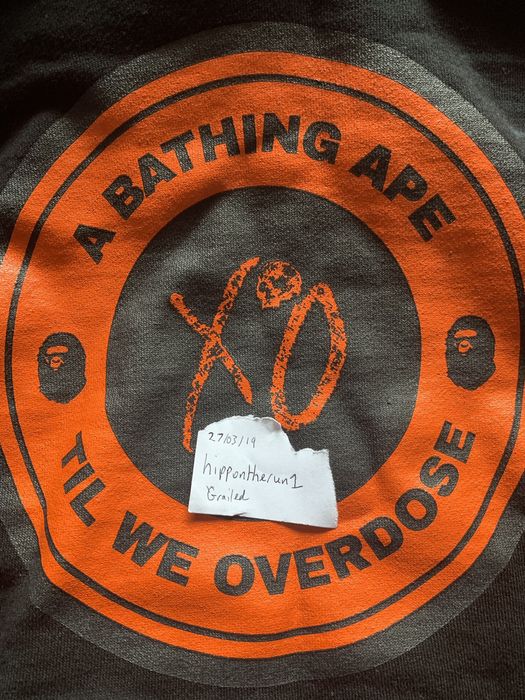 A BATHING APE
XO
27/03/19
hippontherun1
Grailed
TIL WE OVERDOSE